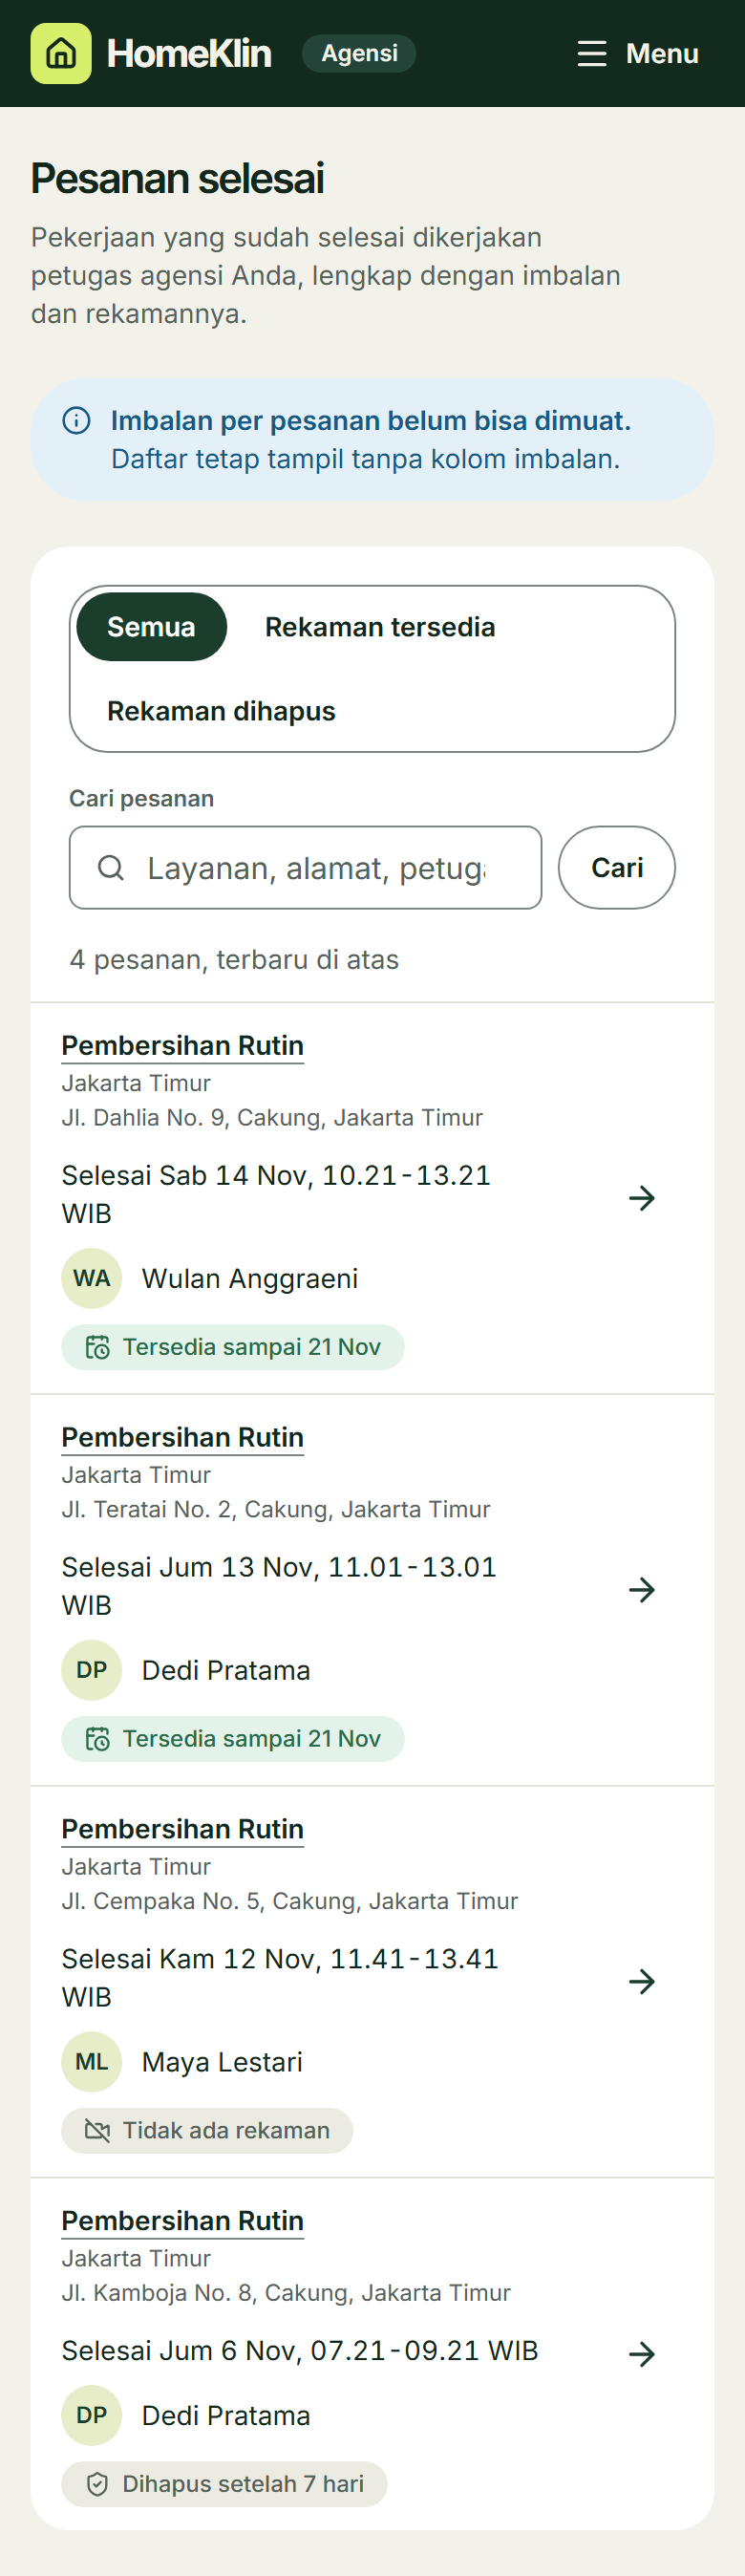 HomeKlin
Agensi
Menu
Pesanan selesai
Pekerjaan yang sudah selesai dikerjakan
petugas agensi Anda, lengkap dengan imbalan
dan rekamannya.
Imbalan per pesanan belum bisa dimuat.
Daftar tetap tampil tanpa kolom imbalan.
Semua
Rekaman tersedia
Rekaman dihapus
Cari pesanan
Layanan, alamat, petug
Cari
4 pesanan, terbaru di atas
Pembersihan Rutin
Jakarta Timur
Jl. Dahlia No. 9, Cakung, Jakarta Timur
Selesai Sab 14 Nov, 10.21-13.21
WIB
WA
Wulan Anggraeni
Tersedia sampai 21 Nov
Pembersihan Rutin
Jakarta Timur
Jl. Teratai No. 2, Cakung, Jakarta Timur
Selesai Jum 13 Nov, 11.01-13.01
WIB
DP
Dedi Pratama
Tersedia sampai 21 Nov
Pembersihan Rutin
Jakarta Timur
Jl. Cempaka No. 5, Cakung, Jakarta Timur
Selesai Kam 12 Nov, 11.41-13.41
WIB
ML
Maya Lestari
Tidak ada rekaman
Pembersihan Rutin
Jakarta Timur
Jl. Kamboja No. 8, Cakung, Jakarta Timur
Selesai Jum 6 Nov, 07.21-09.21 WIB
DP
Dedi Pratama
Dihapus setelah 7 hari